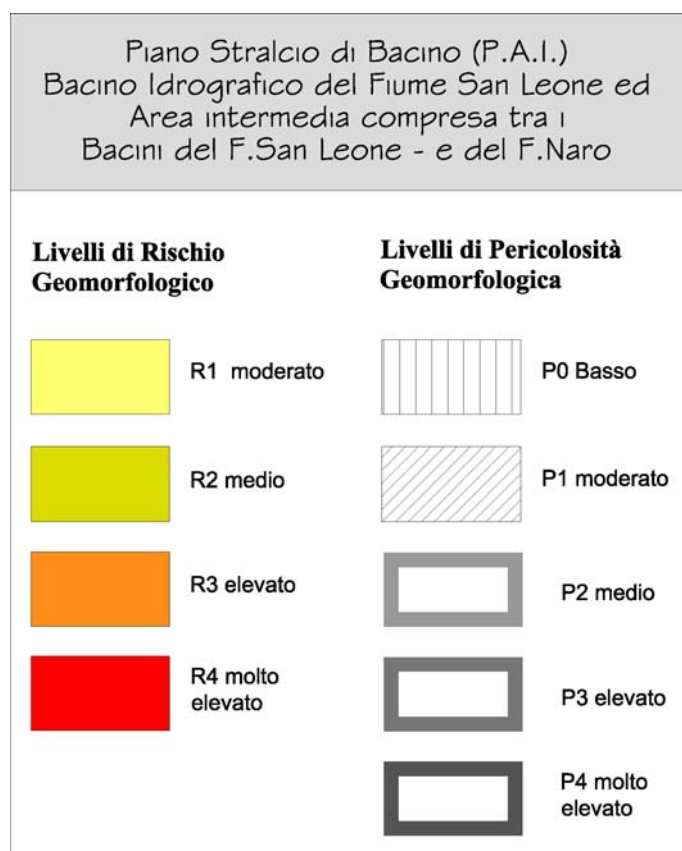 Piano Stralcio di Bacino (P.A.I.)
Bacino Idrografico del Fiume San Leone ed
Area intermedia compresa tra i
Bacini del F.San Leone - e del F.Naro
Livelli di Rischio
Geomorfologico
R1 moderato
R2 medio
R3 elevato
R4 molto
elevato
Livelli di Pericolosità
Geomorfologica
P0 Basso
P1 moderato
P2 medio
P3 elevato
P4 molto
elevato